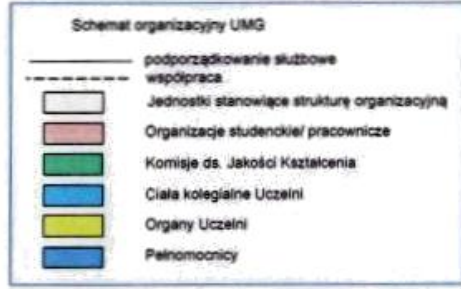 Schemat organizacyjny UMG
podporządkowanie służbowe
współpraca
Jednostki stanowiące strukturę organizacyjną
Organizacje studenckie/ pracownicze
Komisje ds. Jakości Kształcenia
Ciała kolegialne Uczelni
Organy Uczelni
Pełnomocnicy